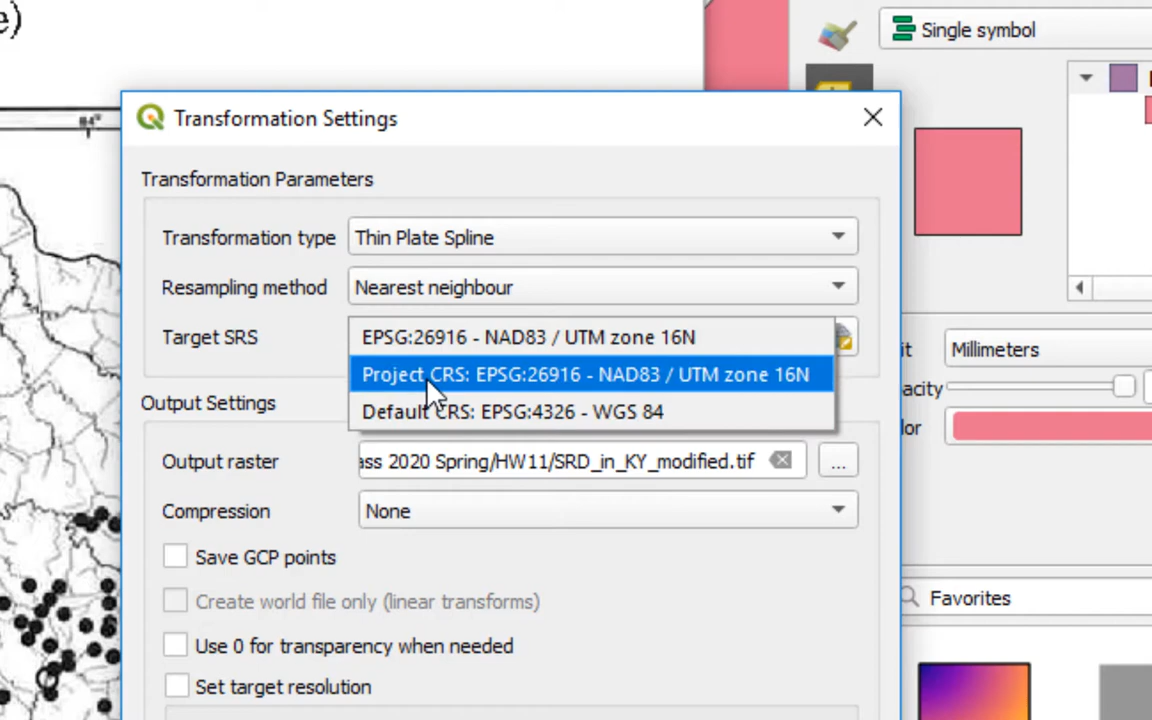 e)
84°
Single symbol
Transformation Settings
Transformation Parameters
Transformation type Thin Plate Spline
Resampling method Nearest neighbour
Target SRS EPSG:26916 - NAD83 / UTM zone 16N
Project CRS: EPSG:26916 - NAD83 / UTM zone 16N
Default CRS: EPSG:4326 - WGS 84
it Millimeters
pacity
lor
Output Settings
Output raster ass 2020 Spring/HW11/SRD_in_KY_modified.tif ...
Compression None
Save GCP points
Create world file only (linear transforms)
Favorites
Use 0 for transparency when needed
Set target resolution